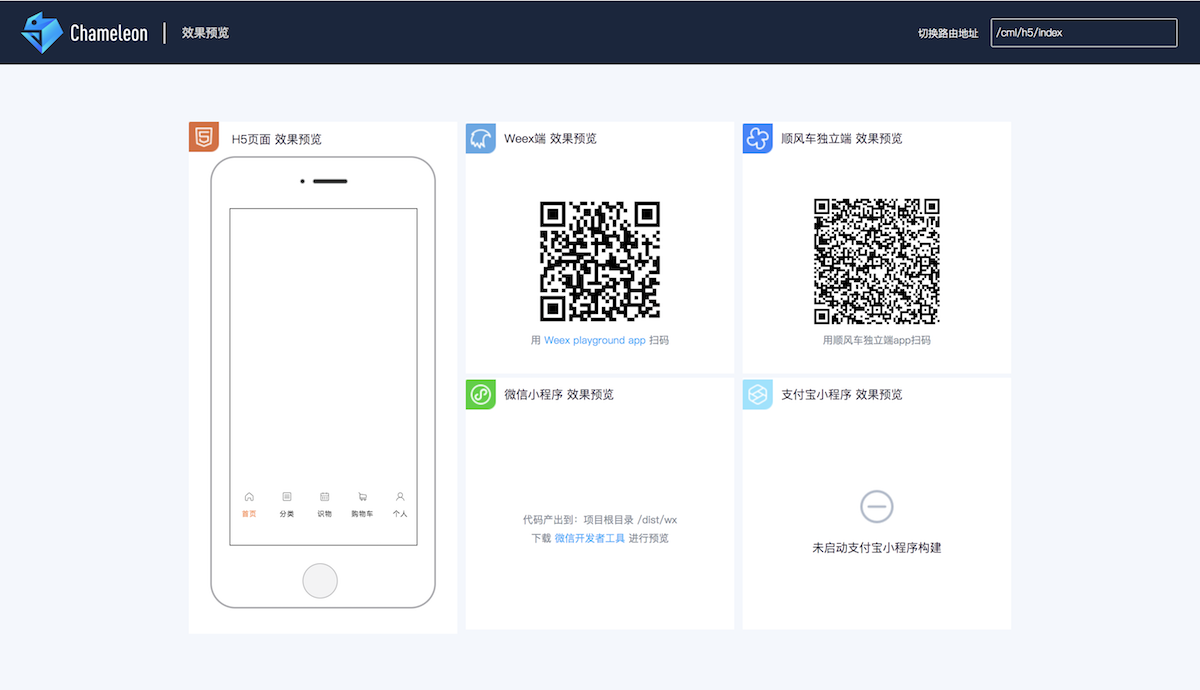 Chameleon
效果预览
切换路由地址
/cml/h5/index
H5页面 效果预览
首页
分类
识物
购物车
个人
Weex端 效果预览
用 Weex playground app 扫码
顺风车独立端 效果预览
用顺风车独立端app扫码
微信小程序 效果预览
代码产出到：项目根目录 /dist/wx
下载 微信开发者工具 进行预览
支付宝小程序 效果预览
未启动支付宝小程序构建